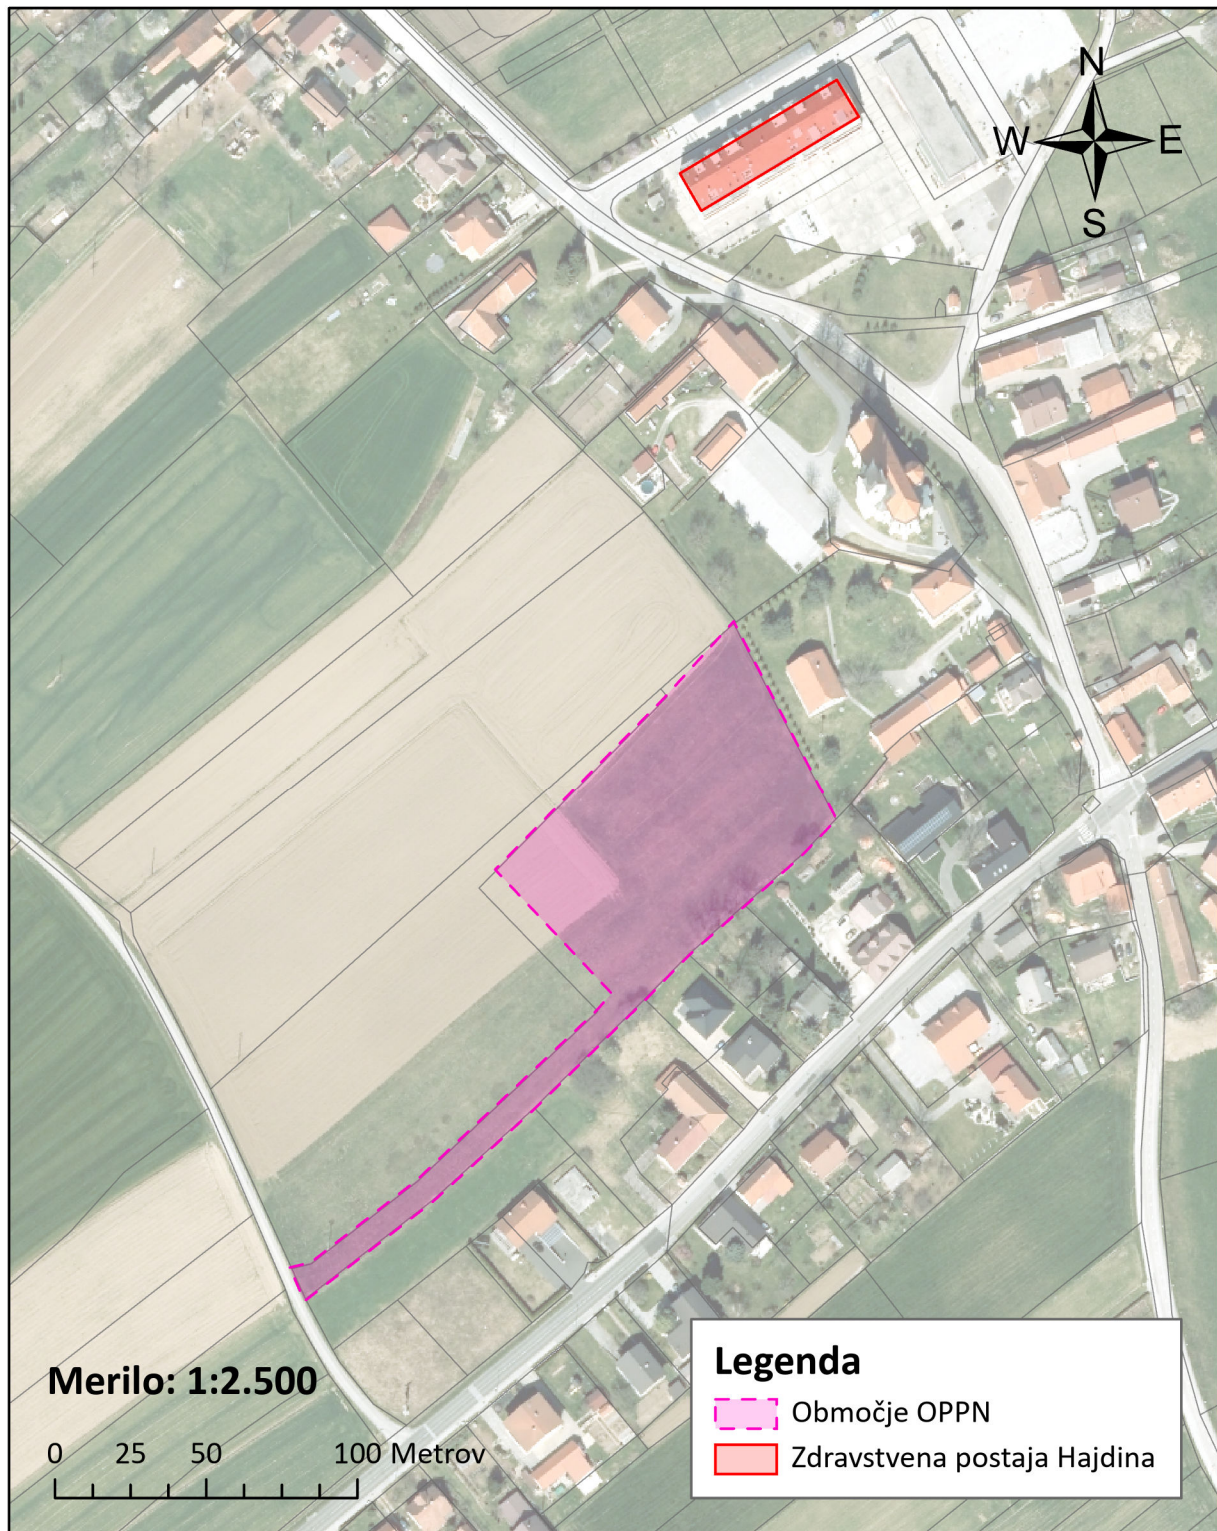 N
W E
S
Merilo: 1:2.500
0 25 50 100 Metrov
Legenda
Območje OPPN
Zdravstvena postaja Hajdina